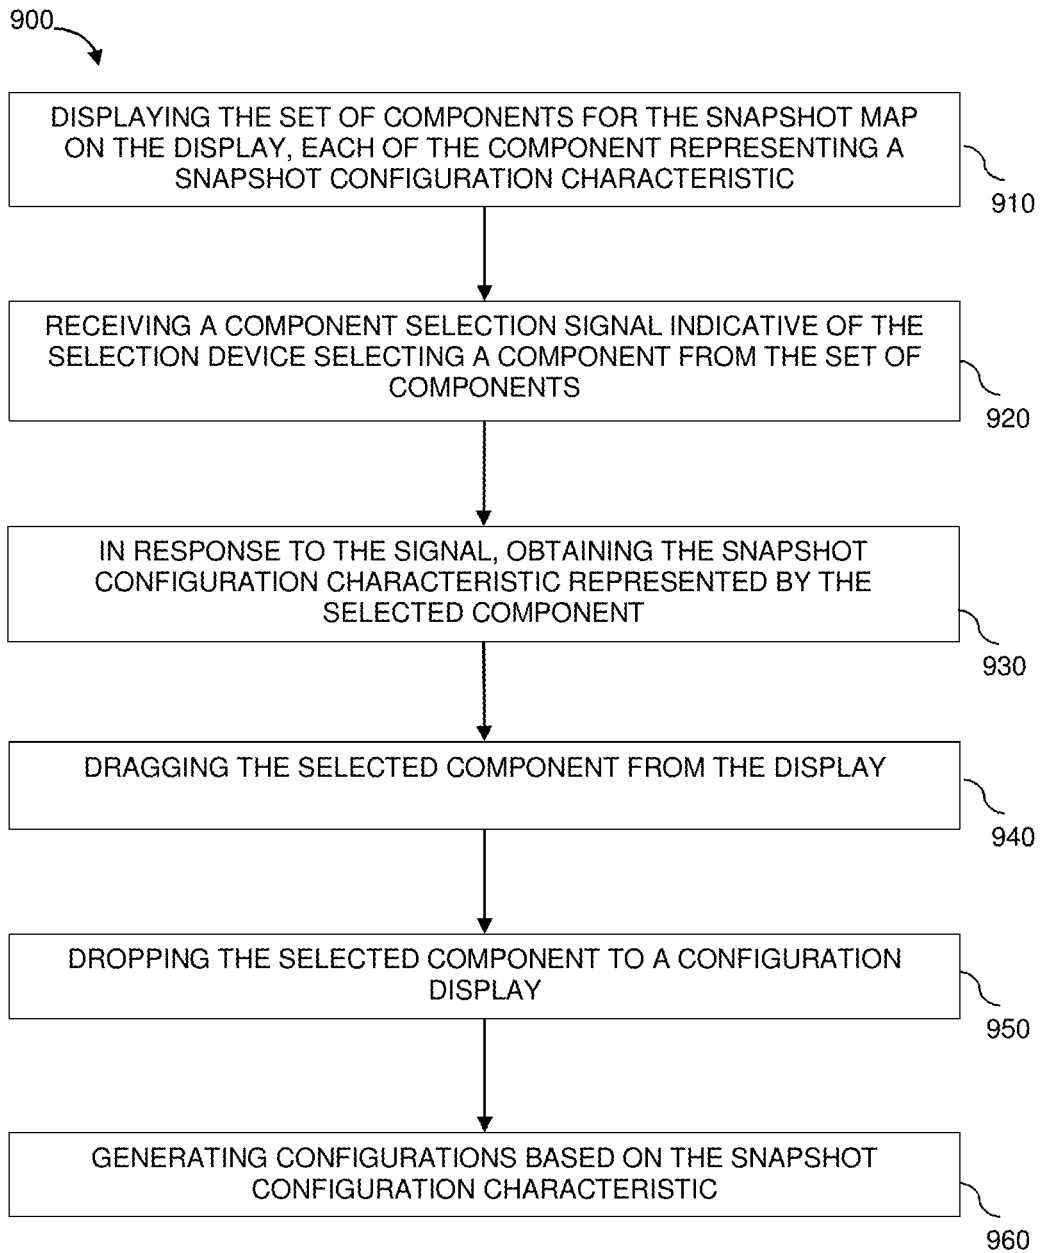 900
DISPLAYING THE SET OF COMPONENTS FOR THE SNAPSHOT MAP
ON THE DISPLAY, EACH OF THE COMPONENT REPRESENTING A
SNAPSHOT CONFIGURATION CHARACTERISTIC
910
RECEIVING A COMPONENT SELECTION SIGNAL INDICATIVE OF THE
SELECTION DEVICE SELECTING A COMPONENT FROM THE SET OF
COMPONENTS
920
IN RESPONSE TO THE SIGNAL, OBTAINING THE SNAPSHOT
CONFIGURATION CHARACTERISTIC REPRESENTED BY THE
SELECTED COMPONENT
930
DRAGGING THE SELECTED COMPONENT FROM THE DISPLAY
940
DROPPING THE SELECTED COMPONENT TO A CONFIGURATION
DISPLAY
950
GENERATING CONFIGURATIONS BASED ON THE SNAPSHOT
CONFIGURATION CHARACTERISTIC
960